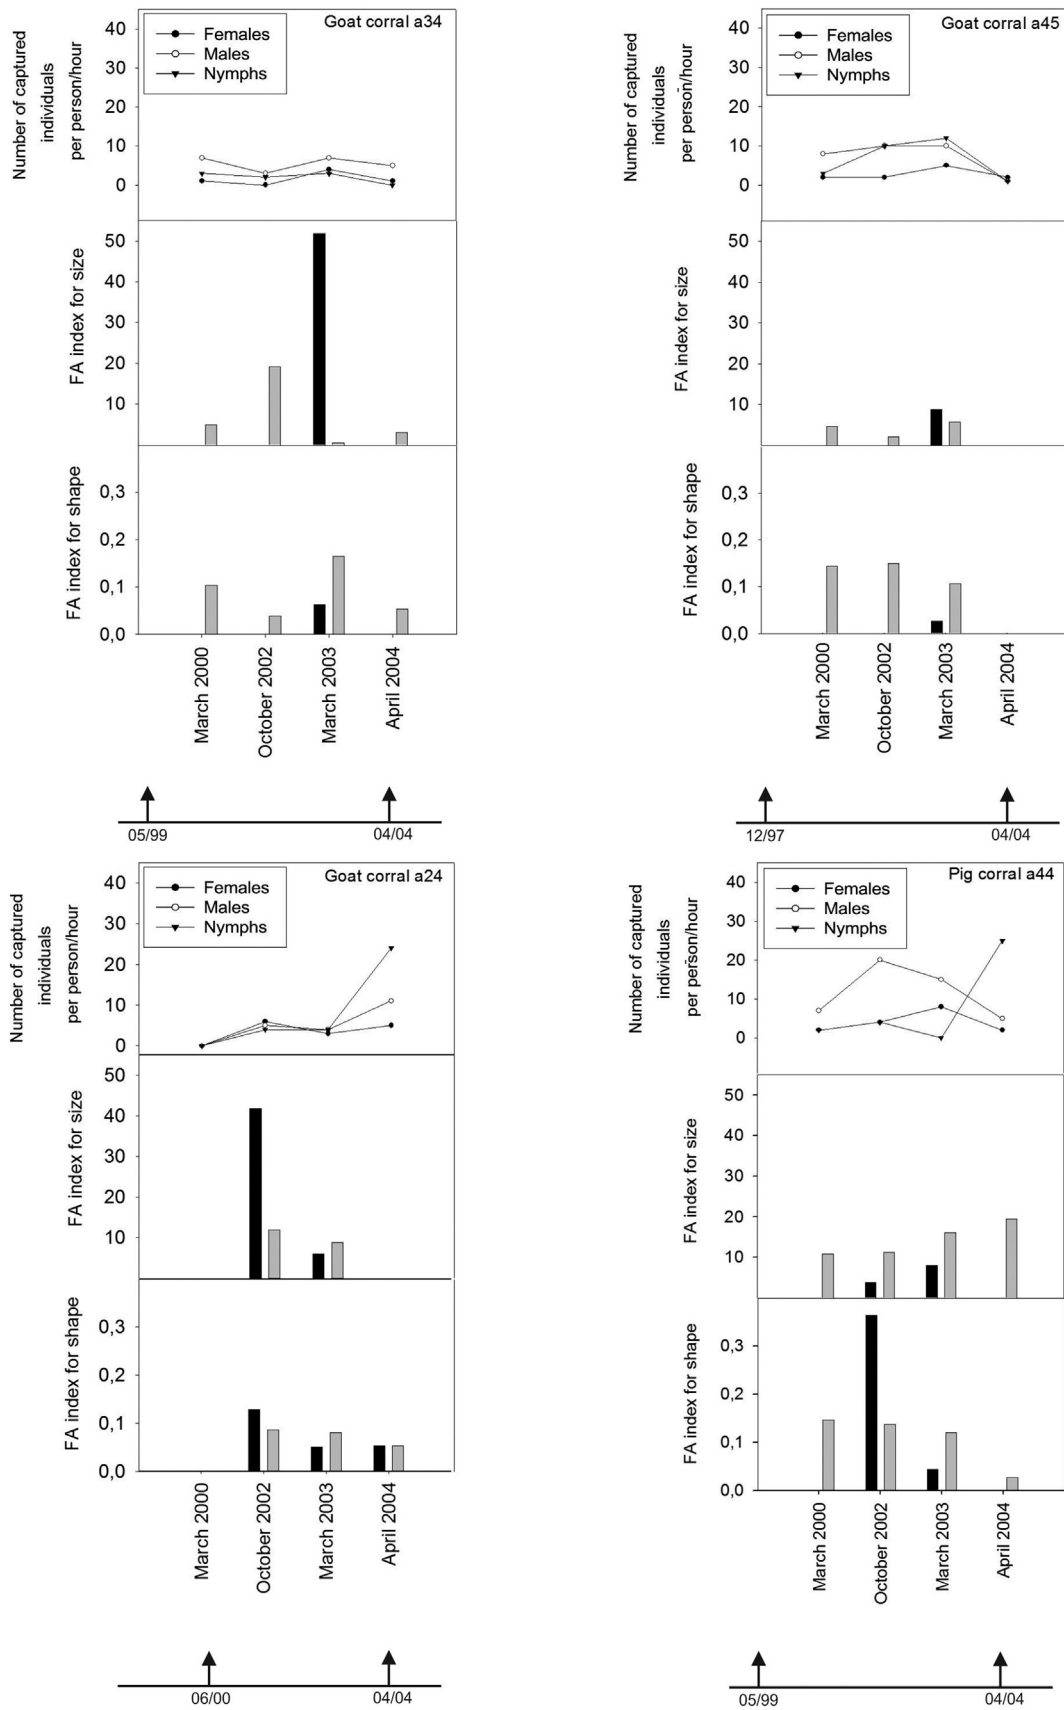 Goat corral a34
Females
Males
Nymphs
Number of captured
individuals
per person/hour
40
30
20
10
0
FA index for size
50
40
30
20
10
FA index for shape
0,3
0,2
0,1
0,0
March 2000
October 2002
March 2003
April 2004
05/99
04/04
Goat corral a45
Females
Males
Nymphs
Number of captured
individuals
per person/hour
40
30
20
10
0
FA index for size
50
40
30
20
10
FA index for shape
0,3
0,2
0,1
0,0
March 2000
October 2002
March 2003
April 2004
12/97
04/04
Goat corral a24
Females
Males
Nymphs
Number of captured
individuals
per person/hour
40
30
20
10
0
FA index for size
50
40
30
20
10
FA index for shape
0,3
0,2
0,1
0,0
March 2000
October 2002
March 2003
April 2004
06/00
04/04
Pig corral a44
Females
Males
Nymphs
Number of captured
individuals
per person/hour
40
30
20
10
0
FA index for size
50
40
30
20
10
FA index for shape
0,3
0,2
0,1
0,0
March 2000
October 2002
March 2003
April 2004
05/99
04/04